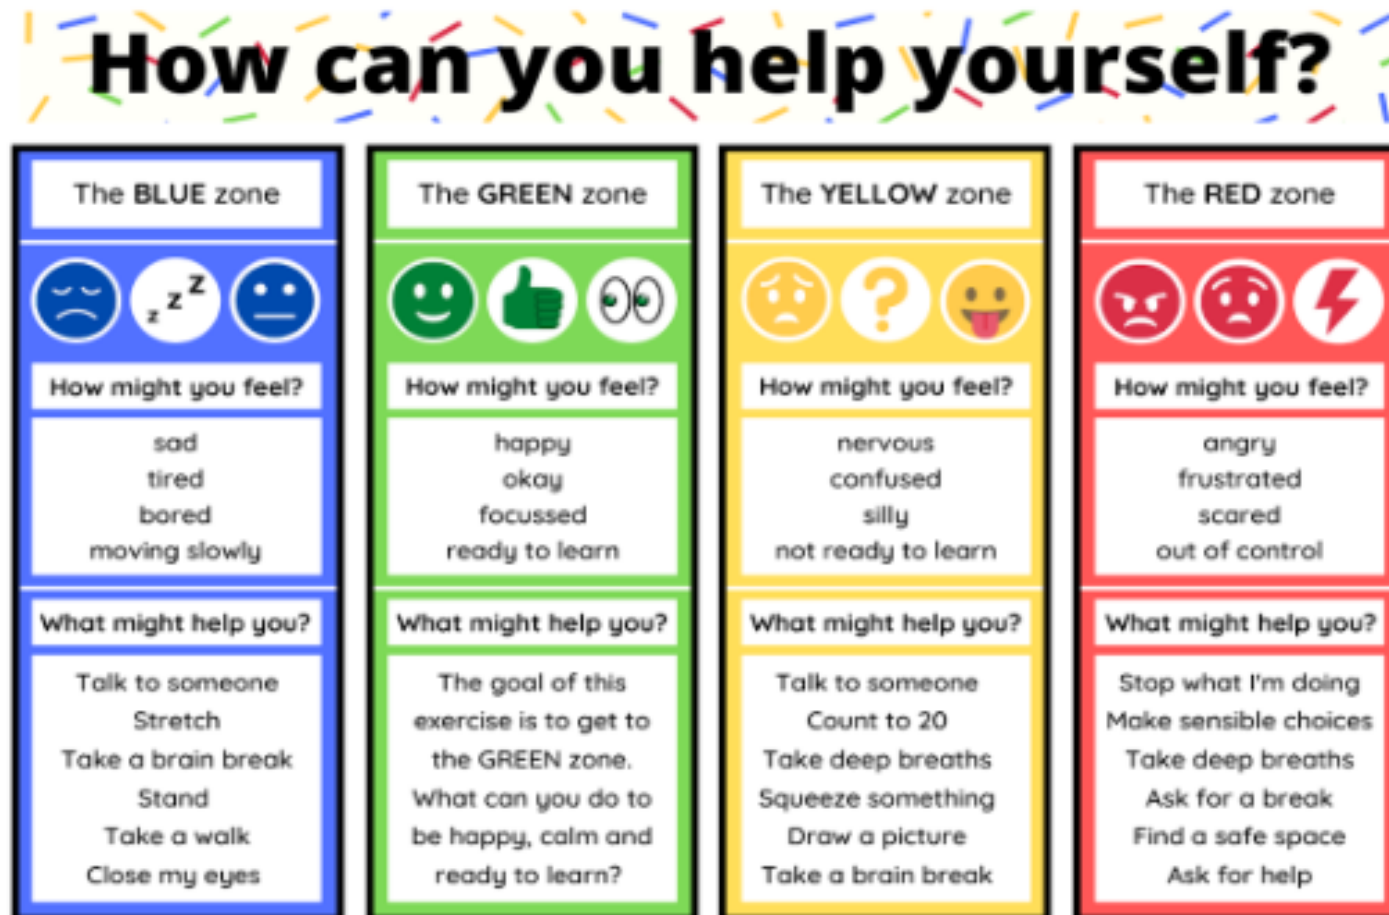 How can you help yourself?
The BLUE zone
z z Z
How might you feel?
sad
tired
bored
moving slowly
What might help you?
Talk to someone
Stretch
Take a brain break
Stand
Take a walk
Close my eyes
The GREEN zone
How might you feel?
happy
okay
focussed
ready to learn
What might help you?
The goal of this
exercise is to get to
the GREEN zone.
What can you do to
be happy, calm and
ready to learn?
The YELLOW zone
?
How might you feel?
nervous
confused
silly
not ready to learn
What might help you?
Talk to someone
Count to 20
Take deep breaths
Squeeze something
Draw a picture
Take a brain break
The RED zone
How might you feel?
angry
frustrated
scared
out of control
What might help you?
Stop what I'm doing
Make sensible choices
Take deep breaths
Ask for a break
Find a safe space
Ask for help